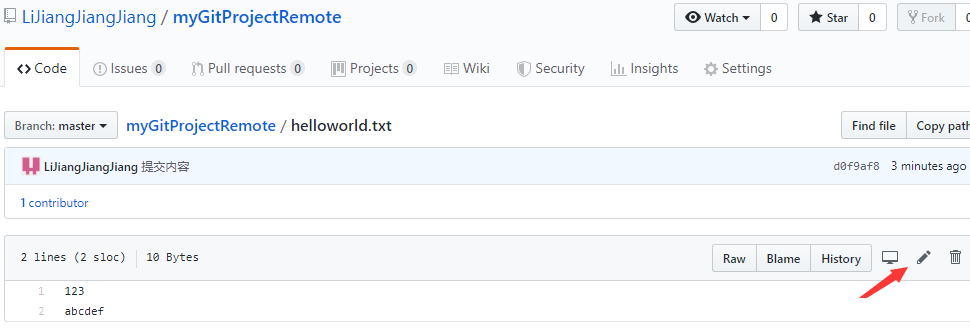 LiJiangJiangJiang / myGitProjectRemote Watch 0 Star 0 Fork 0
Code Issues 0 Pull requests 0 Projects 0 Wiki Security Insights Settings
Branch: master myGitProjectRemote / helloworld.txt Find file Copy path
LiJiangJiangJiang 提交内容 d0f9af8 3 minutes ago
1 contributor
2 lines (2 sloc) 10 Bytes Raw Blame History
1 123
2 abcdef